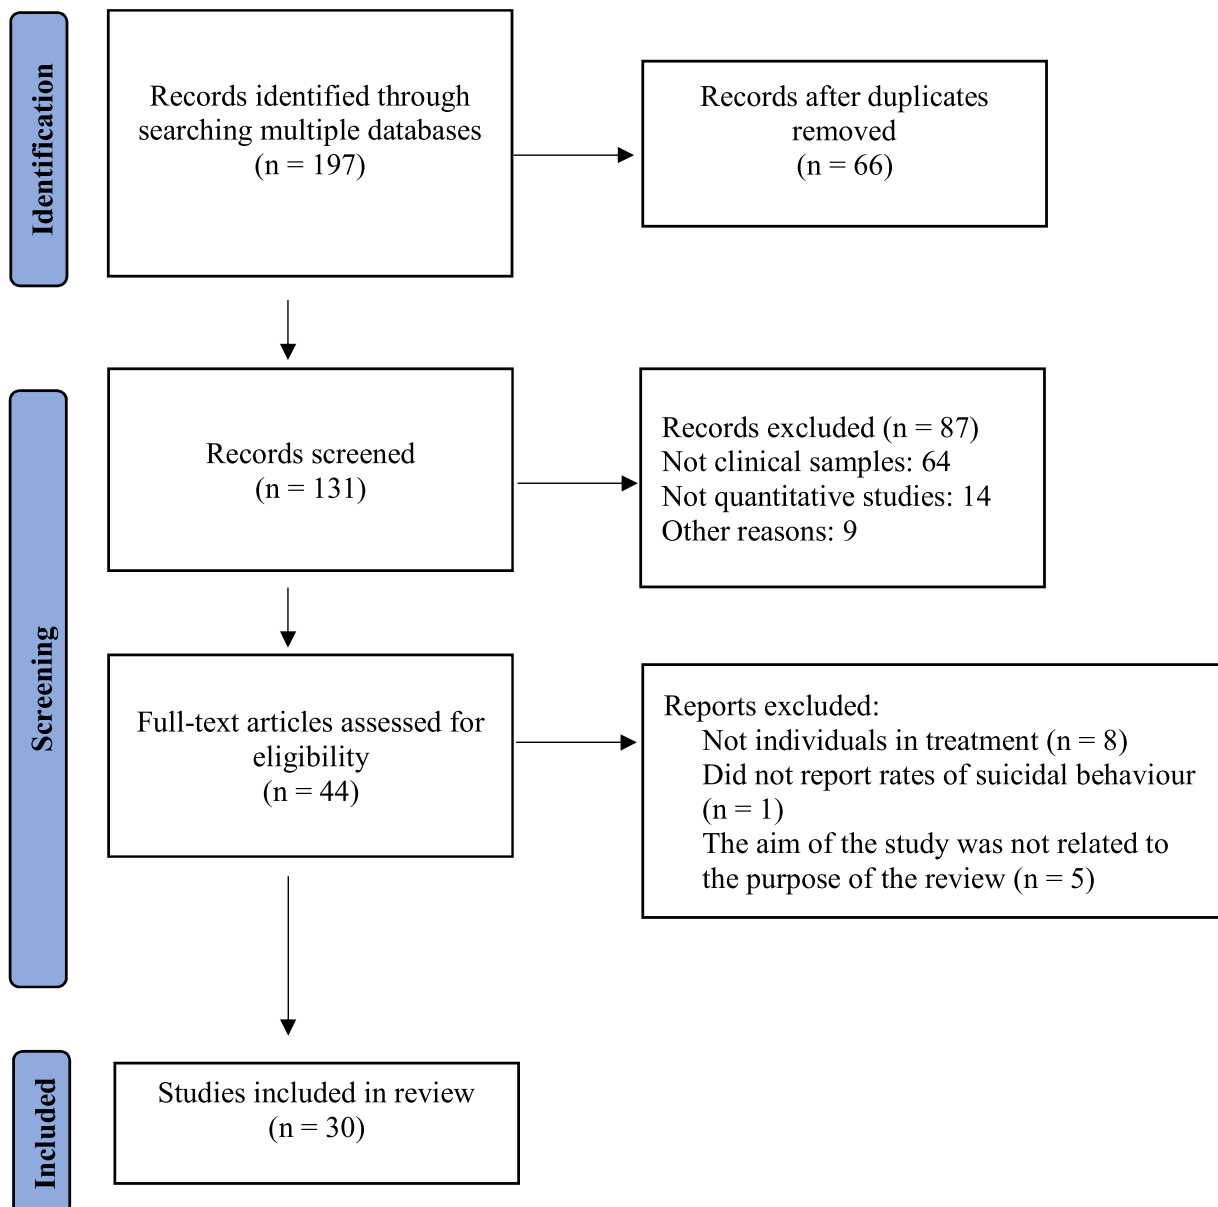 Identification
Records identified through
searching multiple databases
(n = 197)
Records after duplicates
removed
(n = 66)
Screening
Records screened
(n = 131)
Records excluded (n = 87)
Not clinical samples: 64
Not quantitative studies: 14
Other reasons: 9
Full-text articles assessed for
eligibility
(n = 44)
Reports excluded:
Not individuals in treatment (n = 8)
Did not report rates of suicidal behaviour
(n = 1)
The aim of the study was not related to
the purpose of the review (n = 5)
Included
Studies included in review
(n = 30)